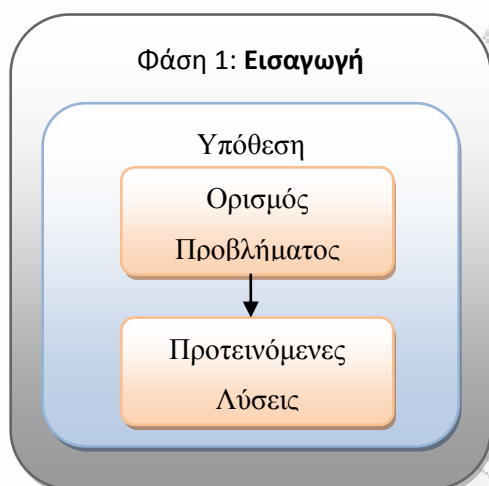 Φάση 1: Εισαγωγή
Υπόθεση
Ορισμός
Προβλήματος
Προτεινόμενες
Λύσεις